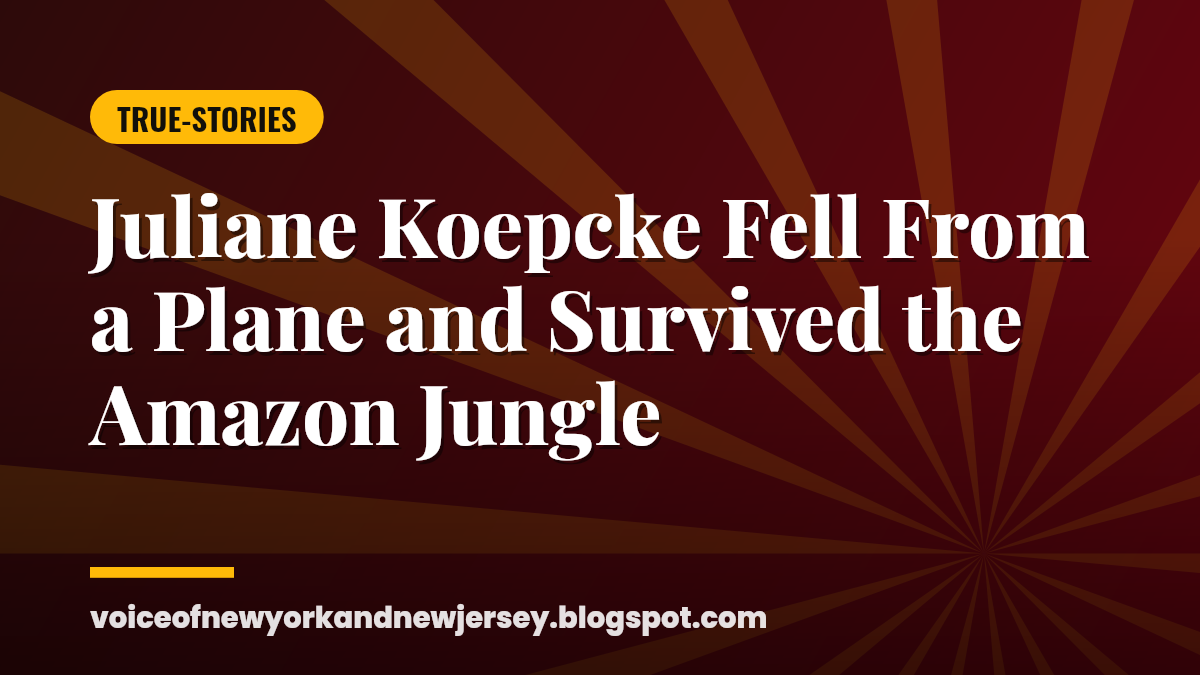 TRUE-STORIES
Juliane Koepcke Fell From
a Plane and Survived the
Amazon Jungle
voiceofnewyorkandnewjersey.blogspot.com